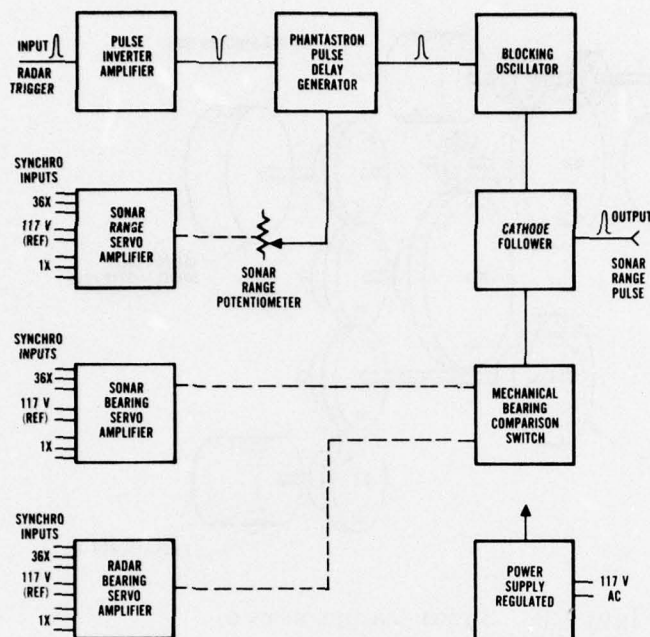 INPUT
RADAR
TRIGGER
PULSE
INVERTER
AMPLIFIER
PHANTASTRON
PULSE
DELAY
GENERATOR
BLOCKING
OSCILLATOR
SYNCHRO
INPUTS
36X
117 V
(REF)
1X
SONAR
RANGE
SERVO
AMPLIFIER
SONAR
RANGE
POTENTIOMETER
CATHODE
FOLLOWER
OUTPUT
SONAR
RANGE
PULSE
SYNCHRO
INPUTS
36X
117 V
(REF)
1X
SONAR
BEARING
SERVO
AMPLIFIER
MECHANICAL
BEARING
COMPARISON
SWITCH
SYNCHRO
INPUTS
36X
117 V
(REF)
1X
RADAR
BEARING
SERVO
AMPLIFIER
POWER
SUPPLY
REGULATED
117 V
AC